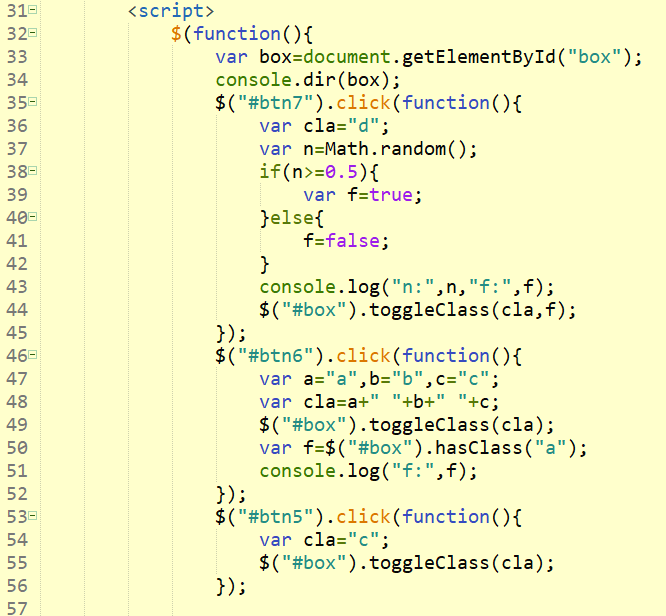 31 <script>
32 $(function(){
33 var box=document.getElementById("box");
34 console.dir(box);
35 $("#btn7").click(function(){
36 var cla="d";
37 var n=Math.random();
38 if(n>=0.5){
39 var f=true;
40 }else{
41 f=false;
42 }
43 console.log("n:",n,"f:",f);
44 $("#box").toggleClass(cla,f);
45 });
46 $("#btn6").click(function(){
47 var a="a",b="b",c="c";
48 var cla=a+" "+b+" "+c;
49 $("#box").toggleClass(cla);
50 var f=$("#box").hasClass("a");
51 console.log("f:",f);
52 });
53 $("#btn5").click(function(){
54 var cla="c";
55 $("#box").toggleClass(cla);
56 });
57